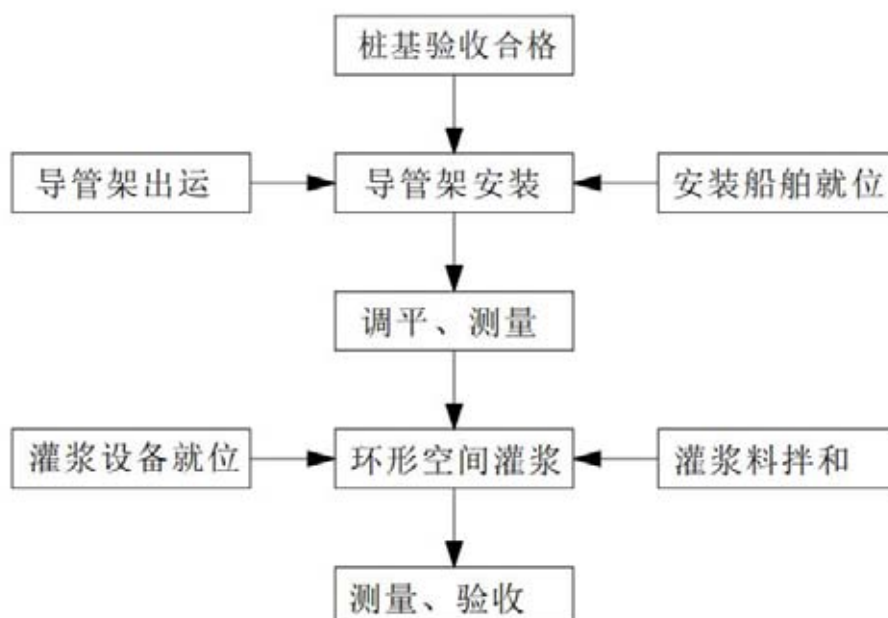 桩基验收合格
导管架出运
导管架安装
安装船舶就位
调平、测量
灌浆设备就位
环形空间灌浆
灌浆料拌和
测量、验收